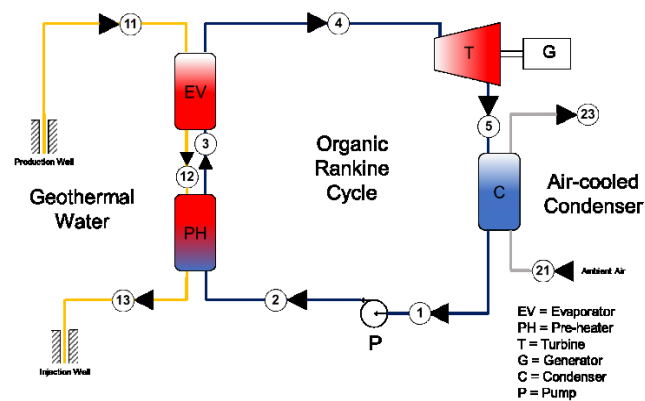 11
4
T
G
EV
5
23
3
Production Well
12
Organic
Rankine
Cycle
Geothermal
Water
C
Air-cooled
Condenser
PH
21
Ambient Air
13
2
1
P
EV = Evaporator
PH = Pre-heater
T = Turbine
G = Generator
C = Condenser
P = Pump
Injection Well